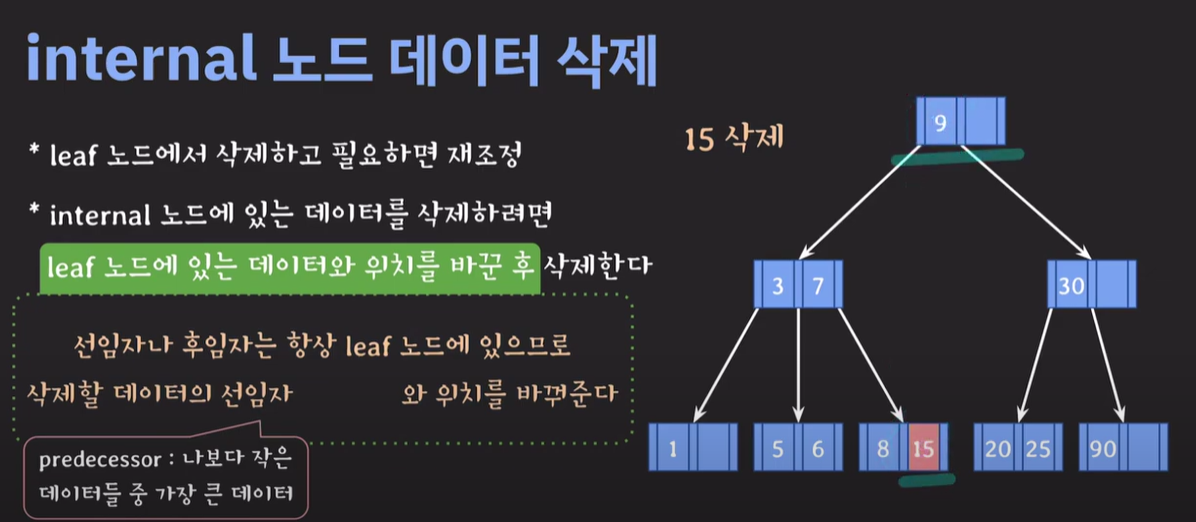 internal 노드 데이터 삭제
* leaf 노드에서 삭제하고 필요하면 재조정
* internal 노드에 있는 데이터를 삭제하려면
leaf 노드에 있는 데이터와 위치를 바꾼 후 삭제한다
선임자나 후임자는 항상 leaf 노드에 있으므로
삭제할 데이터의 선임자 와 위치를 바꿔준다
predecessor : 나보다 작은
데이터들 중 가장 큰 데이터
15 삭제
9
3 7
30
1
5 6
8 15
20 25
90